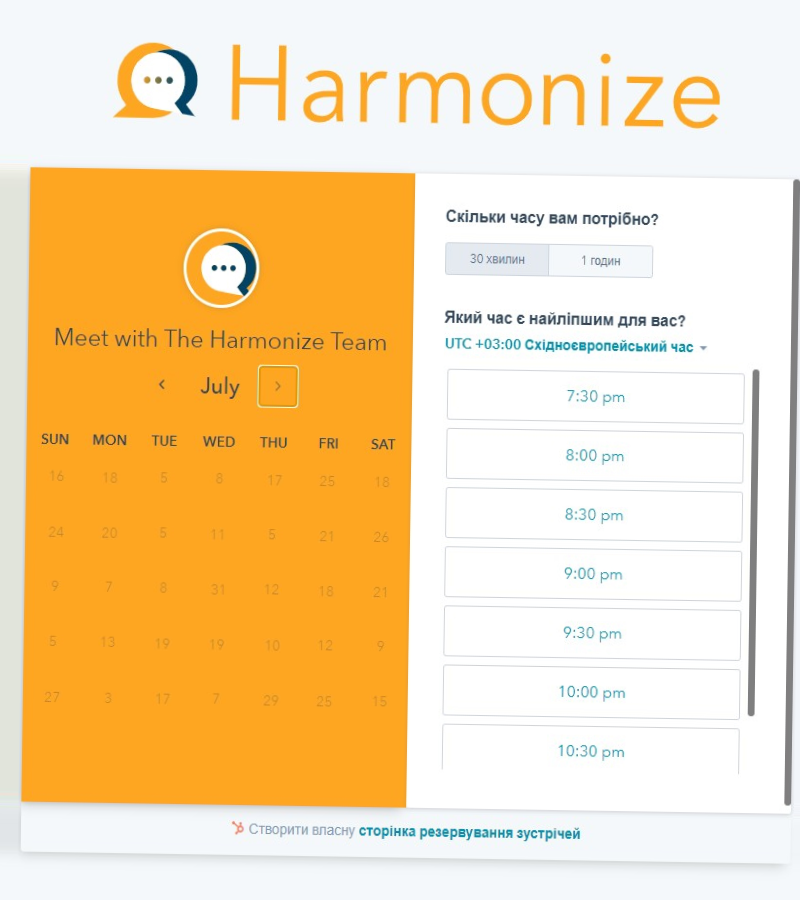 Harmonize
Meet with The Harmonize Team
July
SUN MON TUE WED THU FRI SAT
16 18 5 8 17 25 18
24 20 5 11 5 21 26
9 7 8 31 12 18 21
5 13 19 19 10 12 9
27 3 17 7 29 25 15
Скільки часу вам потрібно?
30 хвилин 1 годин
Який час є найліпшим для вас?
UTC +03:00 Східноєвропейський час
7:30 pm
8:00 pm
8:30 pm
9:00 pm
9:30 pm
10:00 pm
10:30 pm
Створити власну сторінка резервування зустрічей